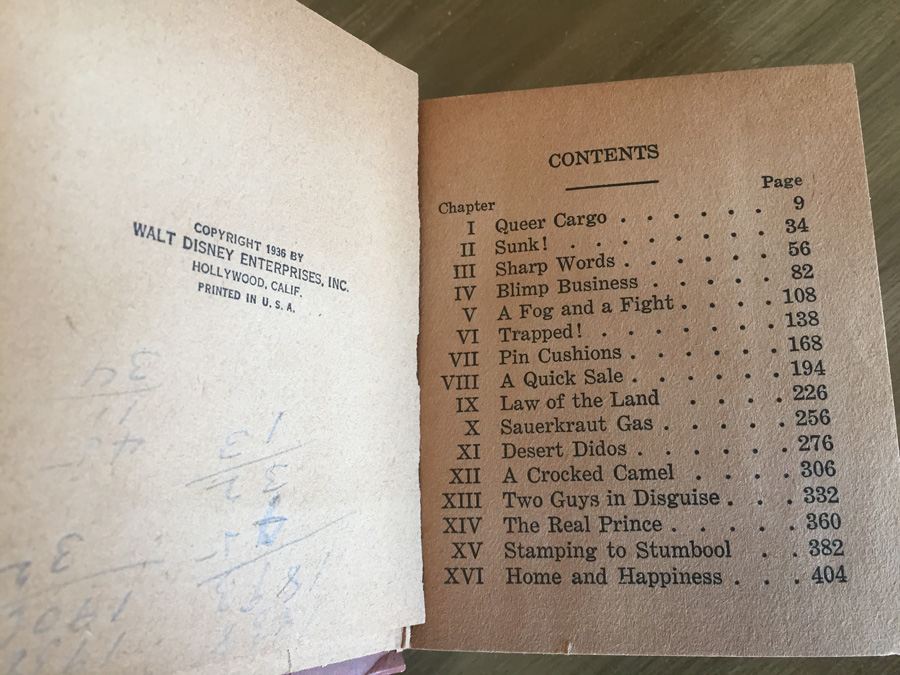 COPYRIGHT 1936 BY
WALT DISNEY ENTERPRISES, INC.
HOLLYWOOD, CALIF.
PRINTED IN U. S. A.
CONTENTS
Chapter Page
I Queer Cargo . . . . . . 9
II Sunk! . . . . . . . . 34
III Sharp Words . . . . . . 56
IV Blimp Business . . . . . 82
V A Fog and a Fight . . . . 108
VI Trapped! . . . . . . . 138
VII Pin Cushions . . . . . . 168
VIII A Quick Sale . . . . . . 194
IX Law of the Land . . . . 226
X Sauerkraut Gas . . . . . 256
XI Desert Didos . . . . . . 276
XII A Crocked Camel . . . . 306
XIII Two Guys in Disguise . . . 332
XIV The Real Prince . . . . . 360
XV Stamping to Stumbool . . 382
XVI Home and Happiness . . . 404